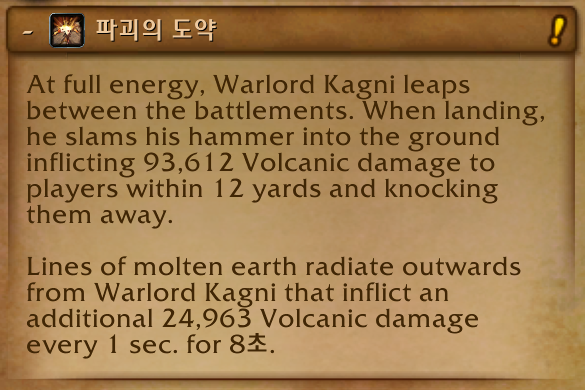 - 파괴의 도약
At full energy, Warlord Kagni leaps
between the battlements. When landing,
he slams his hammer into the ground
inflicting 93,612 Volcanic damage to
players within 12 yards and knocking
them away.
Lines of molten earth radiate outwards
from Warlord Kagni that inflict an
additional 24,963 Volcanic damage
every 1 sec. for 8초.